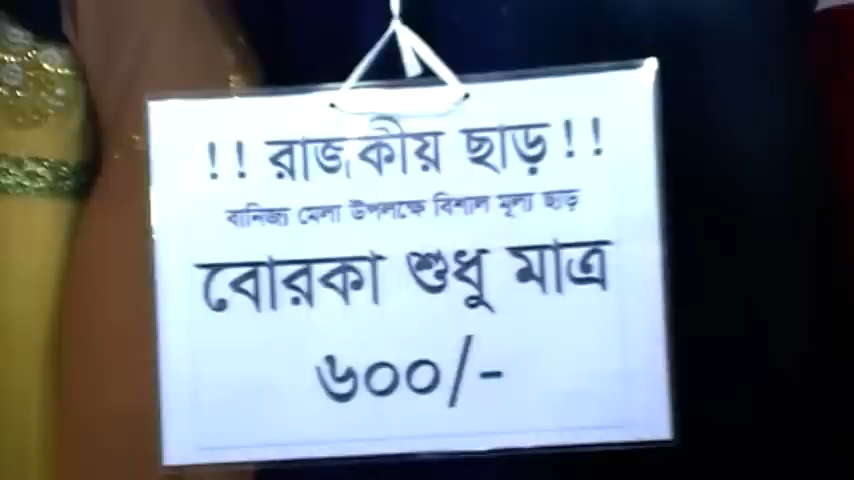 !! রাজকীয় ছাড় !!
বানিজ্য মেলা উপলক্ষে বিশাল মূল্য ছাড়
বোরকা শুধু মাত্র
৬০০/-